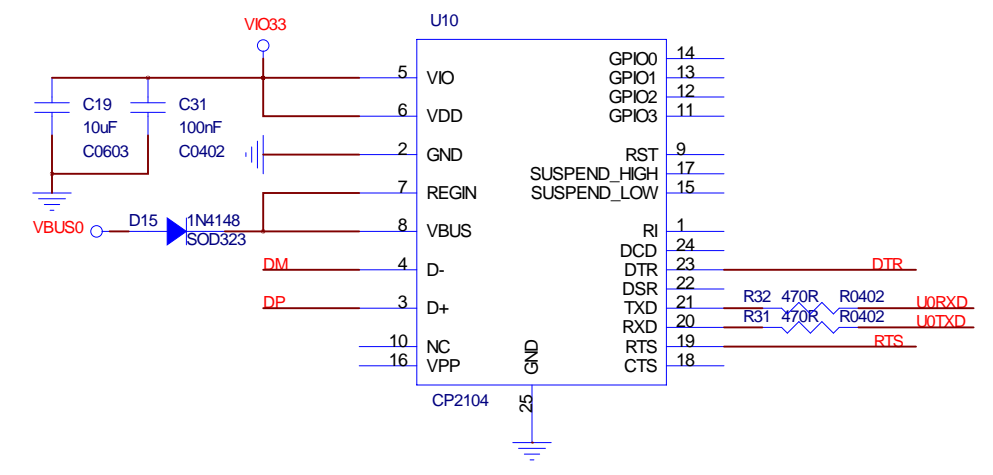 U10
VIO33
C19
10uF
C0603
C31
100nF
C0402
VBUS0
D15
1N4148
SOD323
DM
DP
5 VIO
6 VDD
2 GND
7 REGIN
8 VBUS
4 D-
3 D+
10 NC
16 VPP
GPIO0 14
GPIO1 13
GPIO2 12
GPIO3 11
RST 9
SUSPEND_HIGH 17
SUSPEND_LOW 15
RI 1
DCD 24
DTR 23
DSR 22
TXD 21
RXD 20
RTS 19
CTS 18
GND
25
CP2104
DTR
R32 470R R0402 U0RXD
R31 470R R0402 U0TXD
RTS